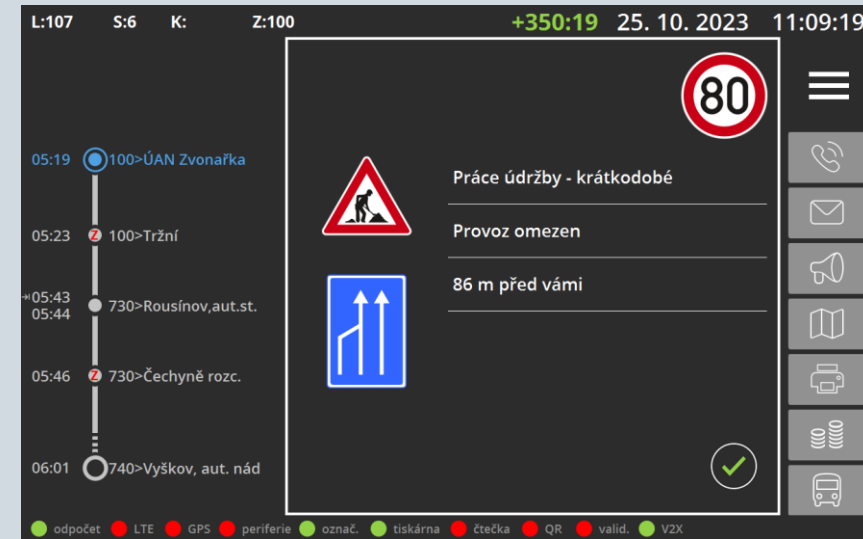 L:107 S:6 K: Z:100 +350:19 25. 10. 2023 11:09:19
80
05:19 100>ÚAN Zvonařka
05:23 Z 100>Tržní
05:43
05:44 730>Rousínov,aut.st.
05:46 Z 730>Čechyně rozc.
06:01 740>Vyškov, aut. nád
Práce údržby - krátkodobé
Provoz omezen
86 m před vámi
odpočet LTE GPS periferie označ. tiskárna čtečka QR valid. V2X